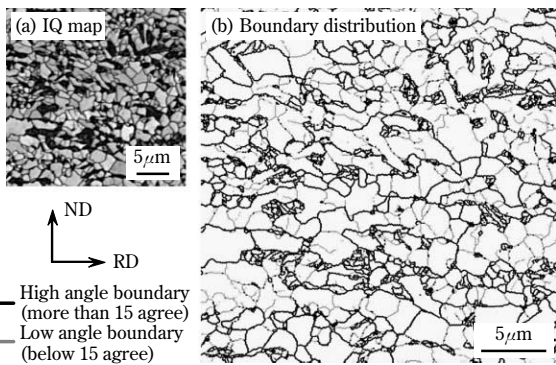 (a) IQ map
5μm
ND
RD
High angle boundary
(more than 15 agree)
Low angle boundary
(below 15 agree)
(b) Boundary distribution
5μm